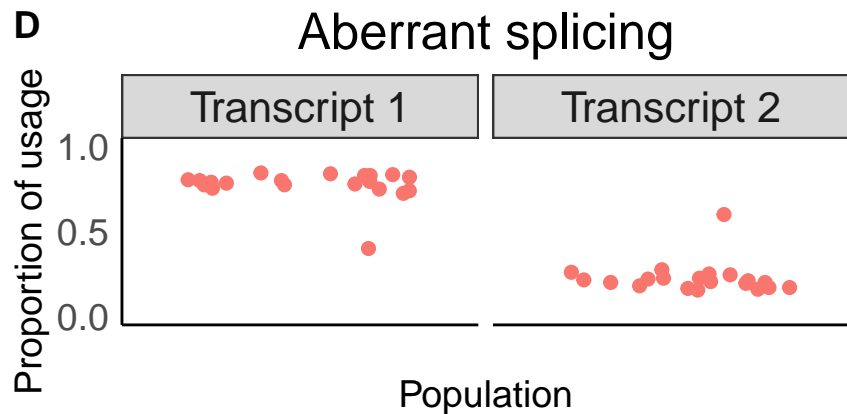 D
Aberrant splicing
Transcript 1
Transcript 2
Proportion of usage
1.0
0.5
0.0
Population